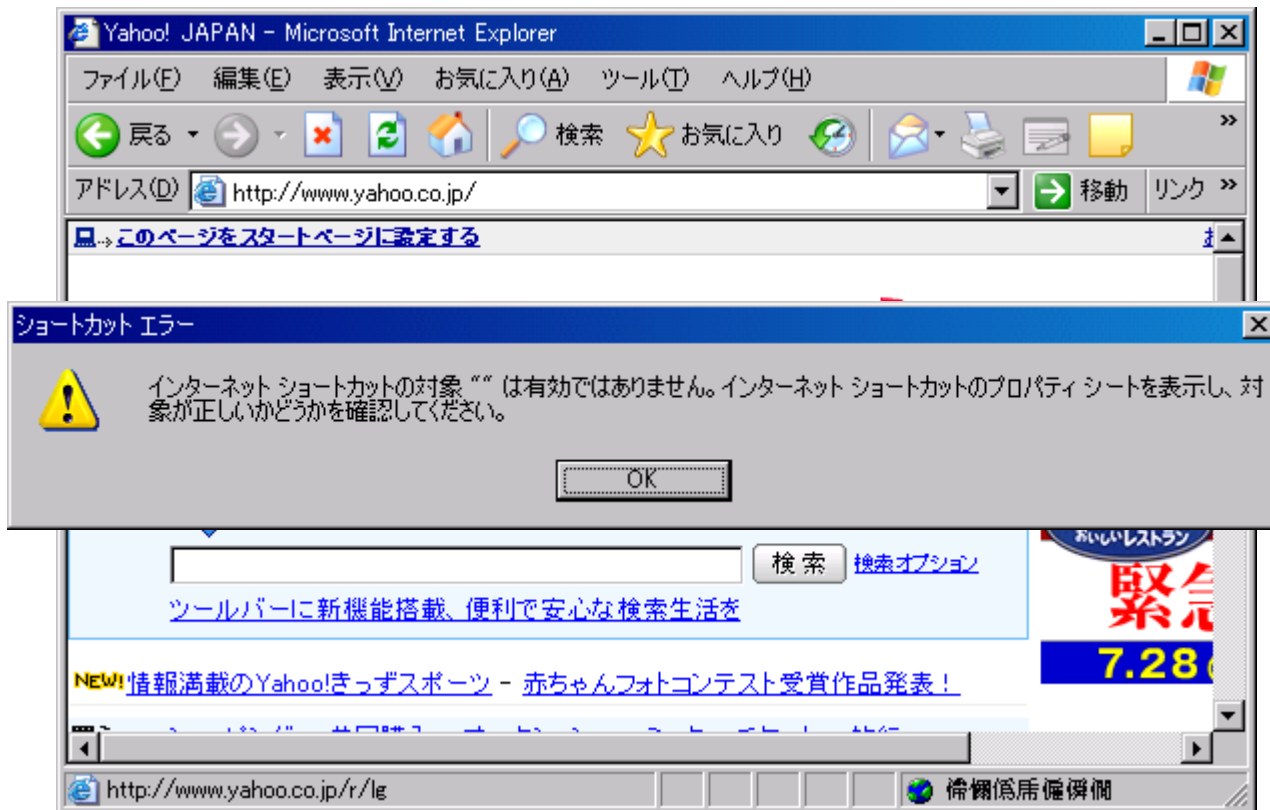 Yahoo! JAPAN - Microsoft Internet Explorer
ファイル(F) 編集(E) 表示(V) お気に入り(A) ツール(T) ヘルプ(H)
戻る 検索 お気に入り »
アドレス(D) http://www.yahoo.co.jp/ 移動 リンク »
このページをスタートページに設定する
ショートカット エラー
インターネット ショートカットの対象 "" は有効ではありません。インターネット ショートカットのプロパティ シートを表示し、対
象が正しいかどうかを確認してください。
OK
おいしいレストラン
検索 検索オプション
緊急
ツールバーに新機能搭載、便利で安心な検索生活を
7.28
NEW! 情報満載のYahoo!きっずスポーツ - 赤ちゃんフォトコンテスト受賞作品発表！
http://www.yahoo.co.jp/r/lg